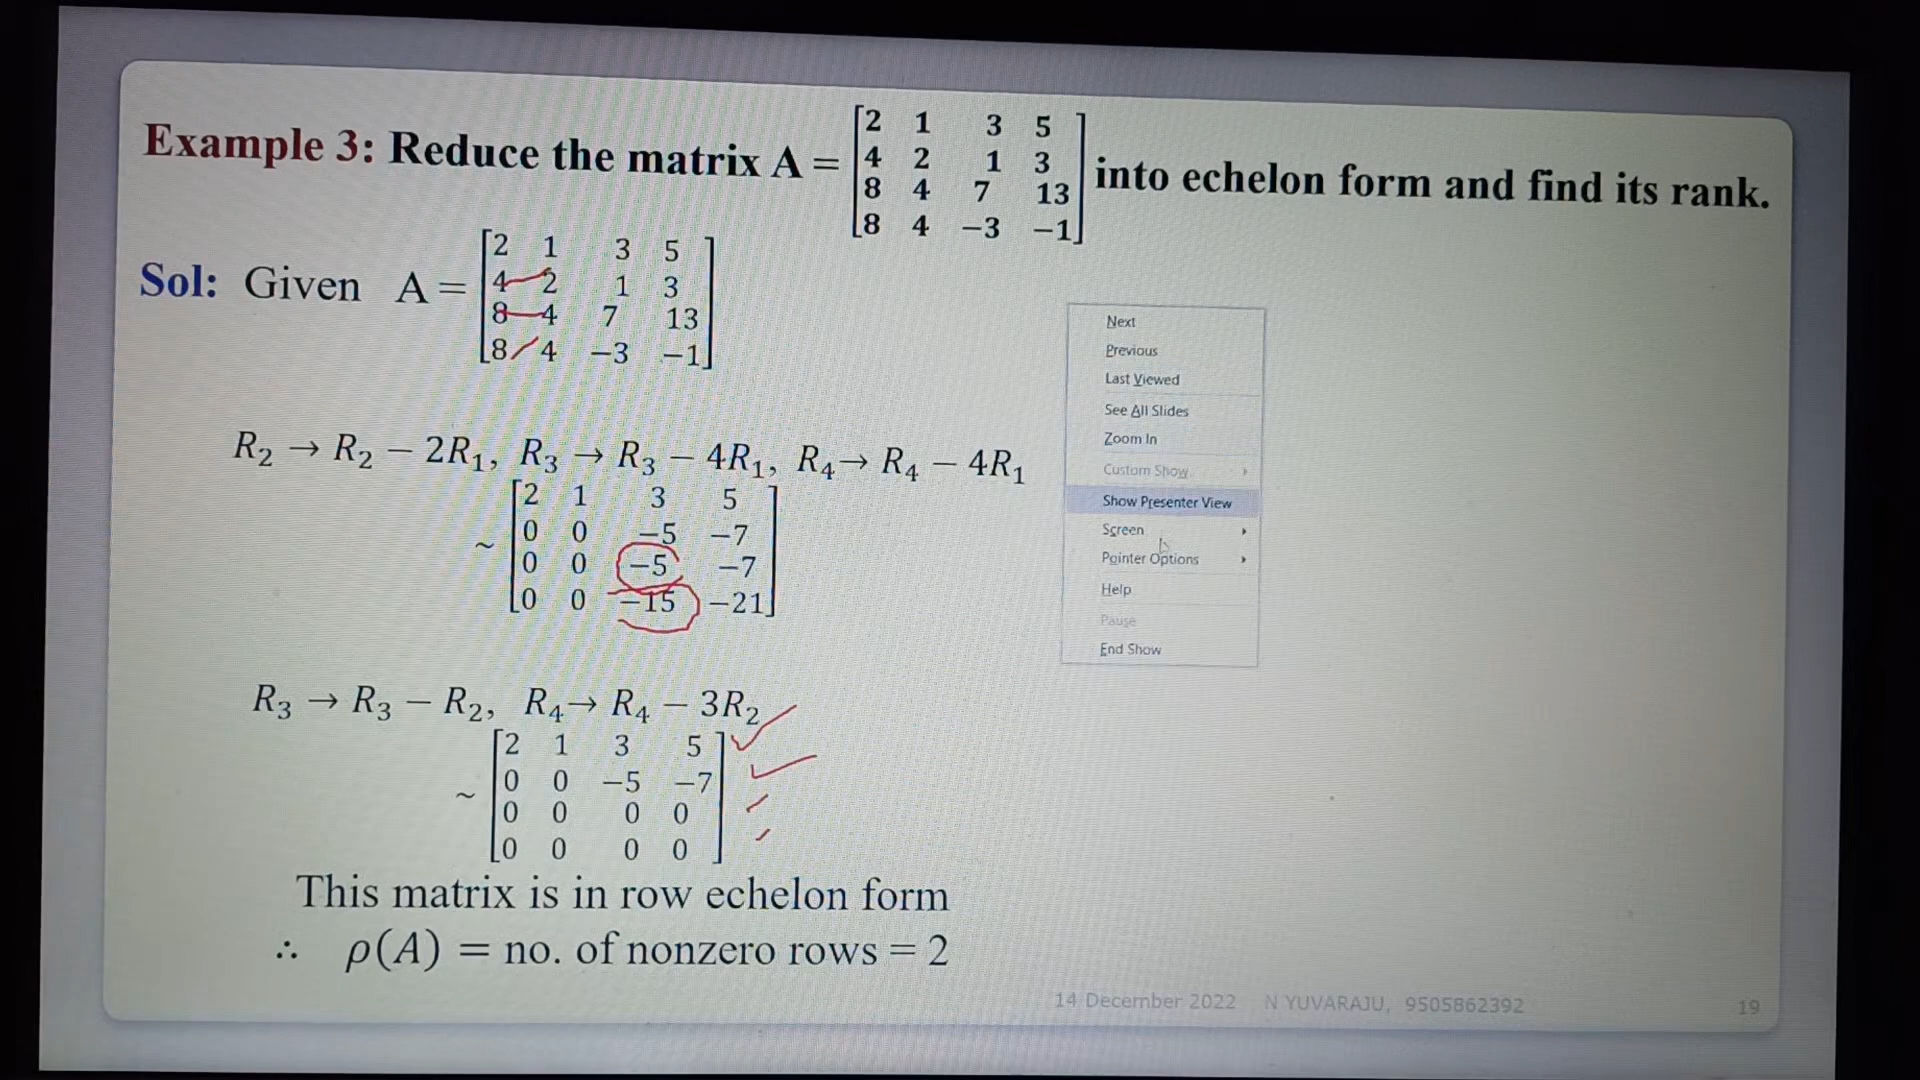 Example 3: Reduce the matrix A = [2 1 3 5
4 2 1 3
8 4 7 13
8 4 −3 −1] into echelon form and find its rank.
Sol: Given A = [2 1 3 5
4 2 1 3
8 4 7 13
8 4 −3 −1]
R₂ → R₂ − 2R₁, R₃ → R₃ − 4R₁, R₄→ R₄ − 4R₁
~ [2 1 3 5
0 0 −5 −7
0 0 −5 −7
0 0 −15 −21]
R₃ → R₃ − R₂, R₄→ R₄ − 3R₂
~ [2 1 3 5
0 0 −5 −7
0 0 0 0
0 0 0 0]
This matrix is in row echelon form
∴ ρ(A) = no. of nonzero rows = 2
Next
Previous
Last Viewed
See All Slides
Zoom In
Custom Show
Show Presenter View
Screen
Pointer Options
Help
Pause
End Show
14 December 2022 N YUVARAJU, 9505862392 19